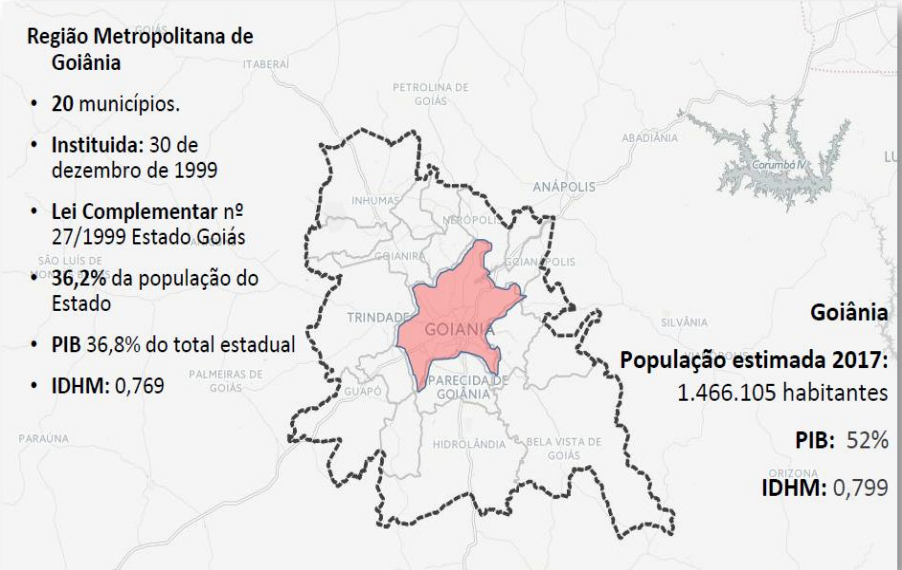 Região Metropolitana de
Goiânia
• 20 municípios.
• Instituida: 30 de
dezembro de 1999
• Lei Complementar nº
27/1999 Estado Goiás
• 36,2% da população do
Estado
• PIB 36,8% do total estadual
• IDHM: 0,769
GOIÁS
ITABERAÍ
PETROLINA DE
GOIÁS
ABADIÂNIA
Corumbá IV
LU
ANÁPOLIS
INHUMAS
NERÓPOLIS
GOIANIRA
GOIANÁPOLIS
SÃO LUÍS DE
TRINDADE
GOIANIA
SILVÂNIA
PALMEIRAS DE
GOIÁS
GUAPÓ
PARECIDA DE
GOIÂNIA
PARAÚNA
HIDROLÂNDIA
BELA VISTA DE
GOIÁS
ORIZONA
Goiânia
População estimada 2017:
1.466.105 habitantes
PIB: 52%
IDHM: 0,799